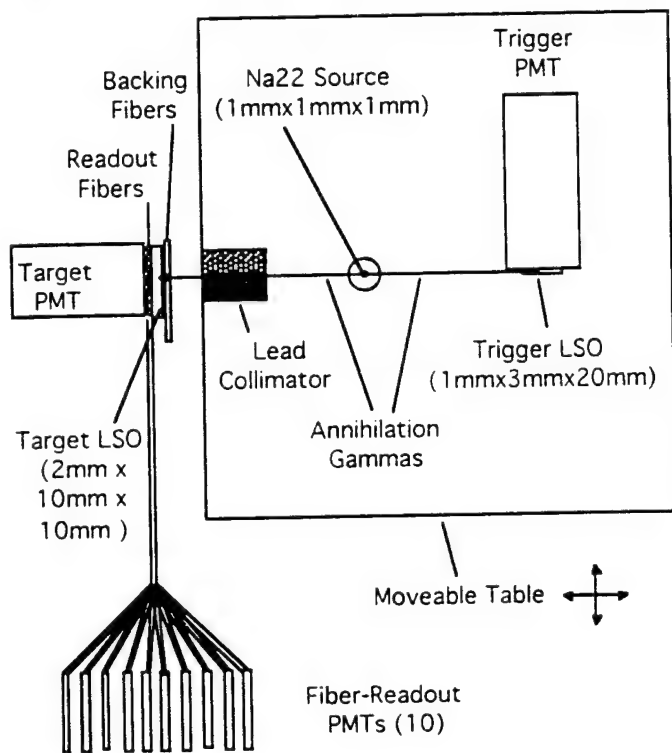 Trigger
PMT
Backing
Fibers
Na22 Source
(1mmx1mmx1mm)
Readout
Fibers
Target
PMT
Lead
Collimator
Trigger LSO
(1mmx3mmx20mm)
Annihilation
Gammas
Target LSO
(2mm x
10mm x
10mm )
Moveable Table
Fiber-Readout
PMTs (10)